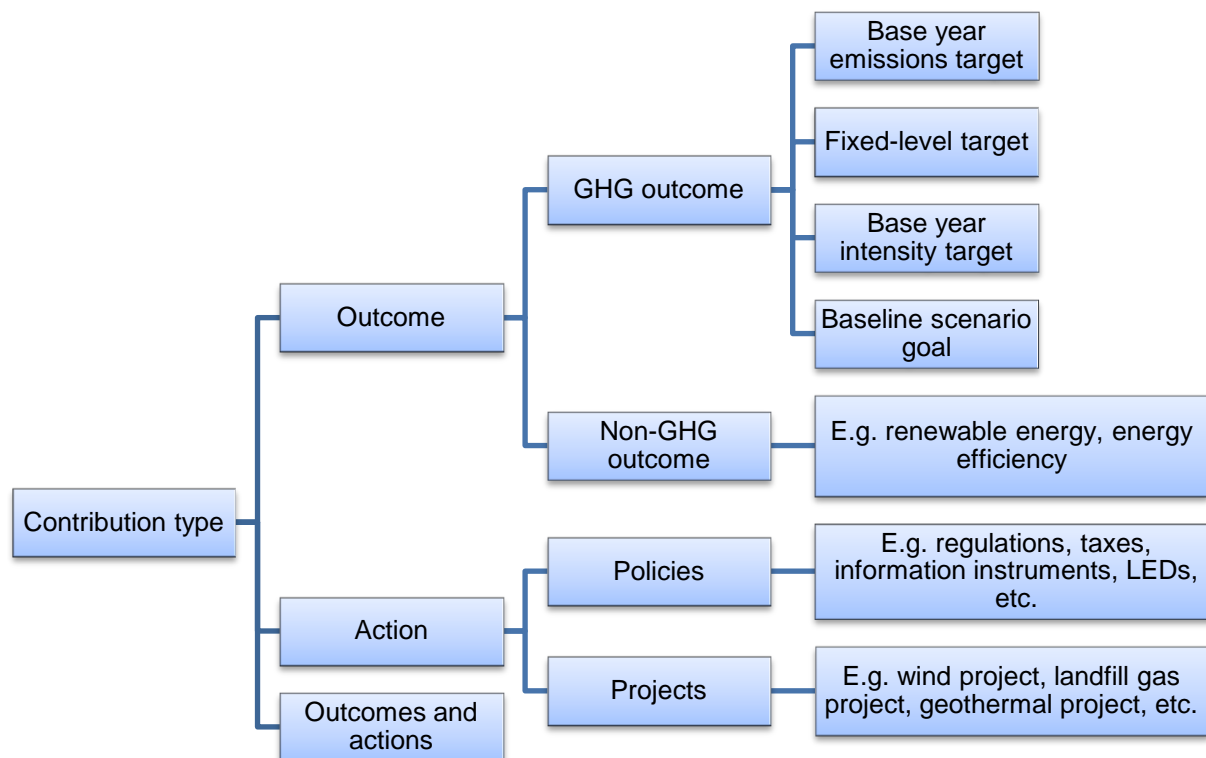 Base year
emissions target
Fixed-level target
GHG outcome
Base year
intensity target
Outcome
Baseline scenario
goal
Non-GHG
outcome
E.g. renewable energy, energy
efficiency
Contribution type
Policies
E.g. regulations, taxes,
information instruments, LEDs,
etc.
Action
Projects
E.g. wind project, landfill gas
project, geothermal project, etc.
Outcomes and
actions